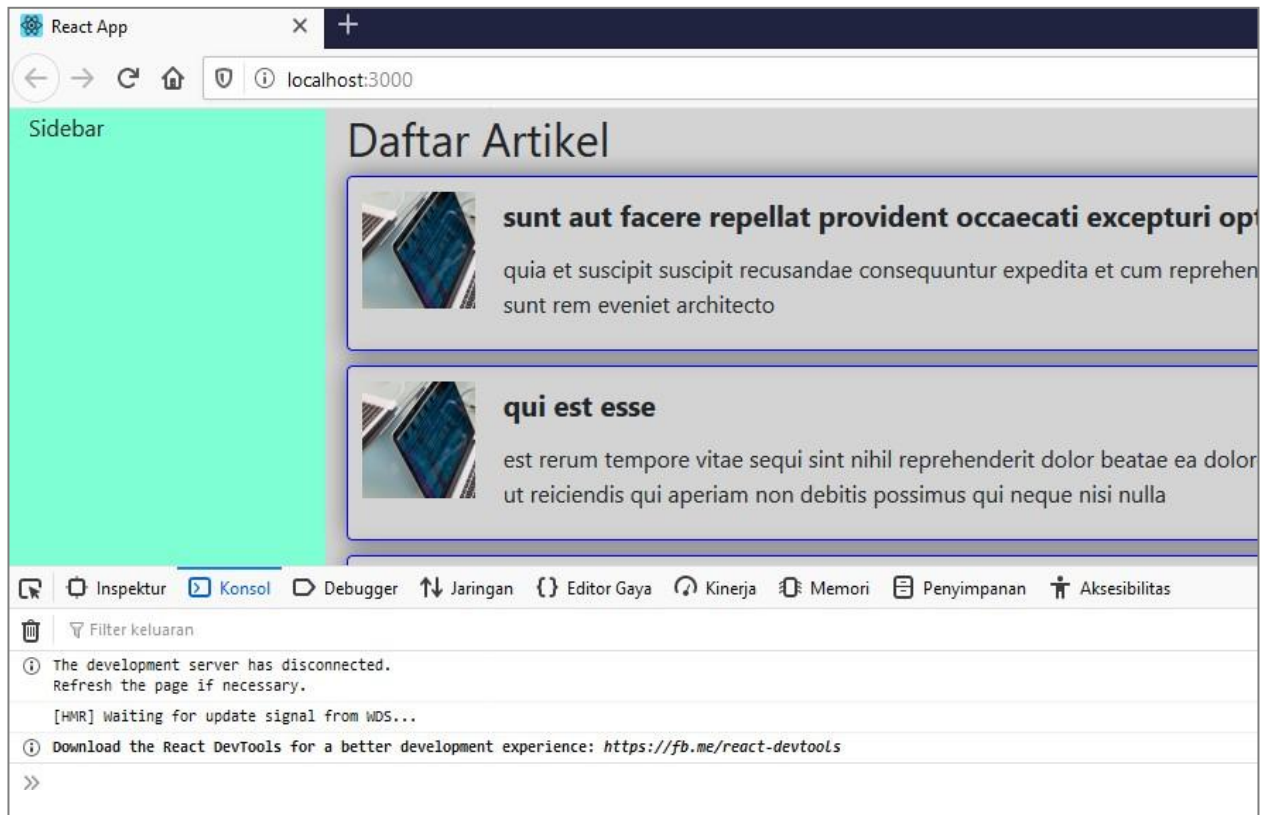 React App
localhost:3000
Sidebar
Daftar Artikel
sunt aut facere repellat provident occaecati excepturi opt
quia et suscipit suscipit recusandae consequuntur expedita et cum reprehen
sunt rem eveniet architecto
qui est esse
est rerum tempore vitae sequi sint nihil reprehenderit dolor beatae ea dolor
ut reiciendis qui aperiam non debitis possimus qui neque nisi nulla
Inspektur Konsol Debugger Jaringan Editor Gaya Kinerja Memori Penyimpanan Aksesibilitas
Filter keluaran
The development server has disconnected.
Refresh the page if necessary.
[HMR] Waiting for update signal from WDS...
Download the React DevTools for a better development experience: https://fb.me/react-devtools